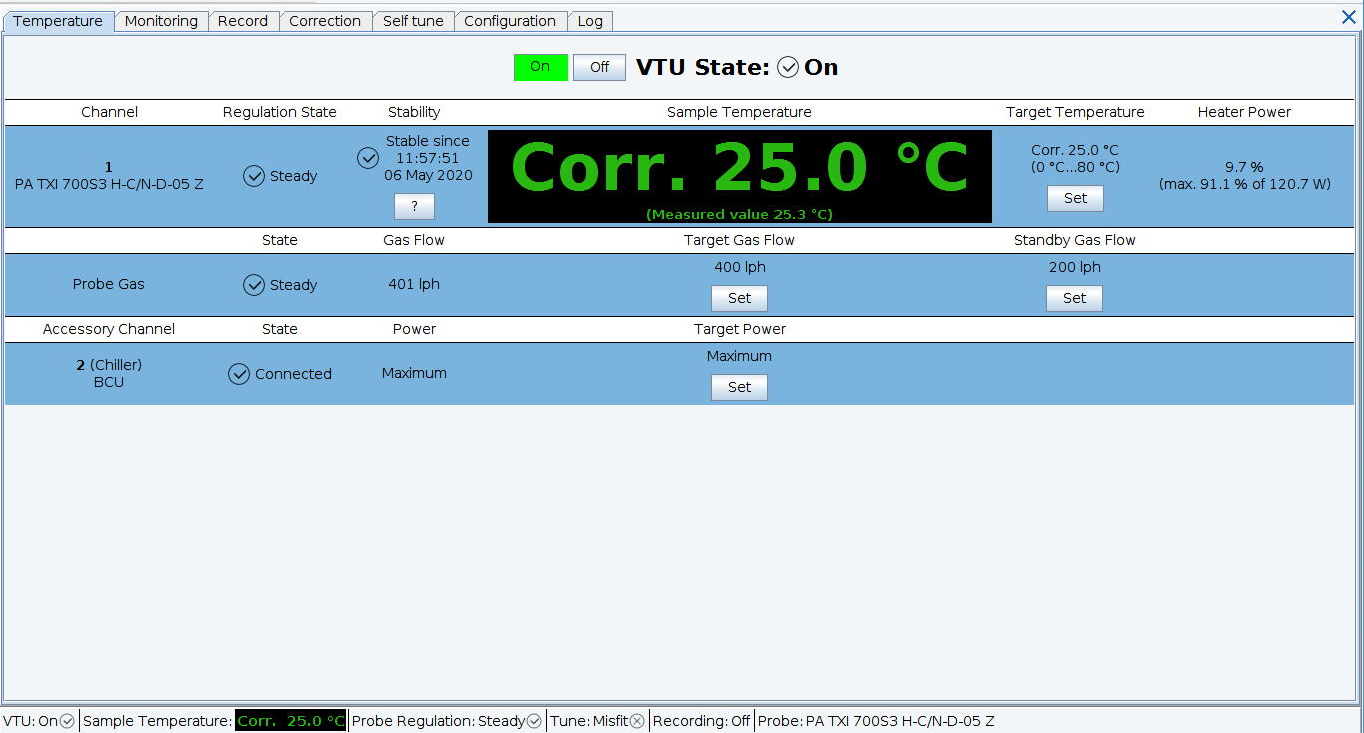 Temperature Monitoring Record Correction Self tune Configuration Log
On Off VTU State: On
Channel Regulation State Stability Sample Temperature Target Temperature Heater Power
1
PA TXI 700S3 H-C/N-D-05 Z
Steady
Stable since
11:57:51
06 May 2020
?
Corr. 25.0 °C
(Measured value 25.3 °C)
Corr. 25.0 °C
(0 °C...80 °C)
Set
9.7 %
(max. 91.1 % of 120.7 W)
State Gas Flow Target Gas Flow Standby Gas Flow
Probe Gas
Steady
401 lph
400 lph
Set
200 lph
Set
Accessory Channel State Power Target Power
2 (Chiller)
BCU
Connected
Maximum
Maximum
Set
VTU: On Sample Temperature: Corr. 25.0 °C Probe Regulation: Steady Tune: Misfit Recording: Off Probe: PA TXI 700S3 H-C/N-D-05 Z